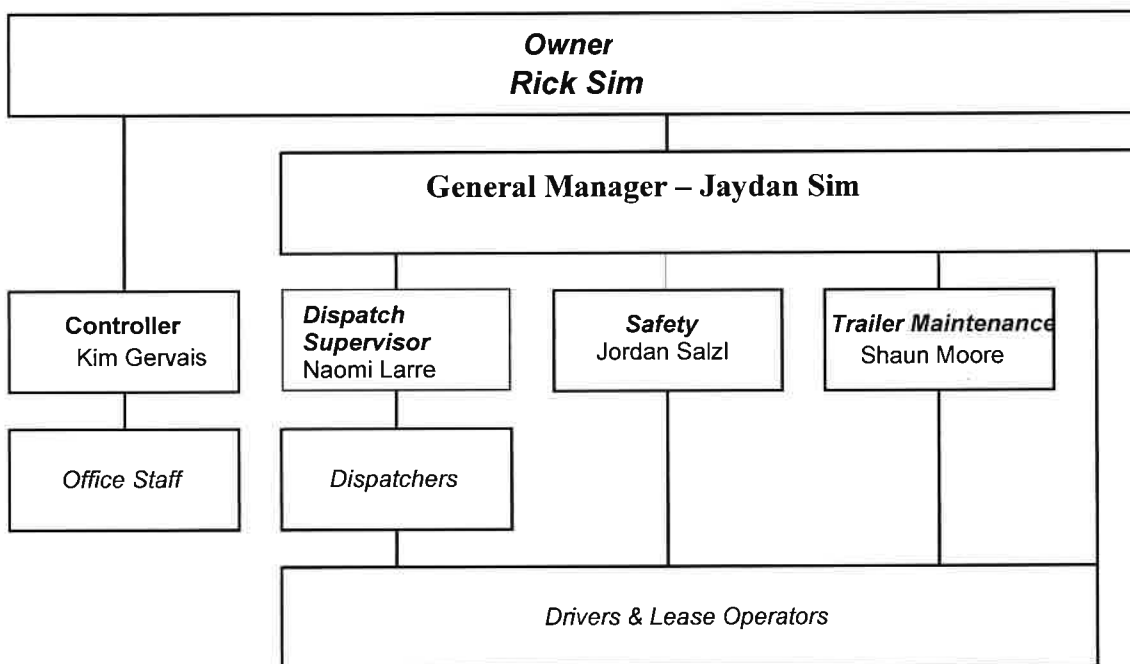 Owner
Rick Sim
General Manager – Jaydan Sim
Controller
Kim Gervais
Dispatch
Supervisor
Naomi Larre
Safety
Jordan Salzl
Trailer Maintenance
Shaun Moore
Office Staff
Dispatchers
Drivers & Lease Operators